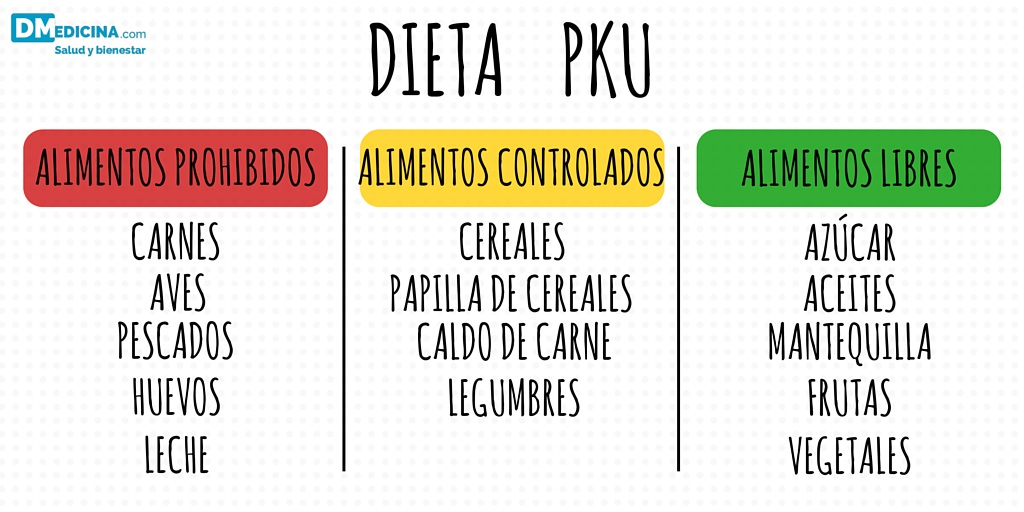 DMEDICINA.com
Salud y bienestar
DIETA PKU
ALIMENTOS PROHIBIDOS
CARNES
AVES
PESCADOS
HUEVOS
LECHE
ALIMENTOS CONTROLADOS
CEREALES
PAPILLA DE CEREALES
CALDO DE CARNE
LEGUMBRES
ALIMENTOS LIBRES
AZÚCAR
ACEITES
MANTEQUILLA
FRUTAS
VEGETALES